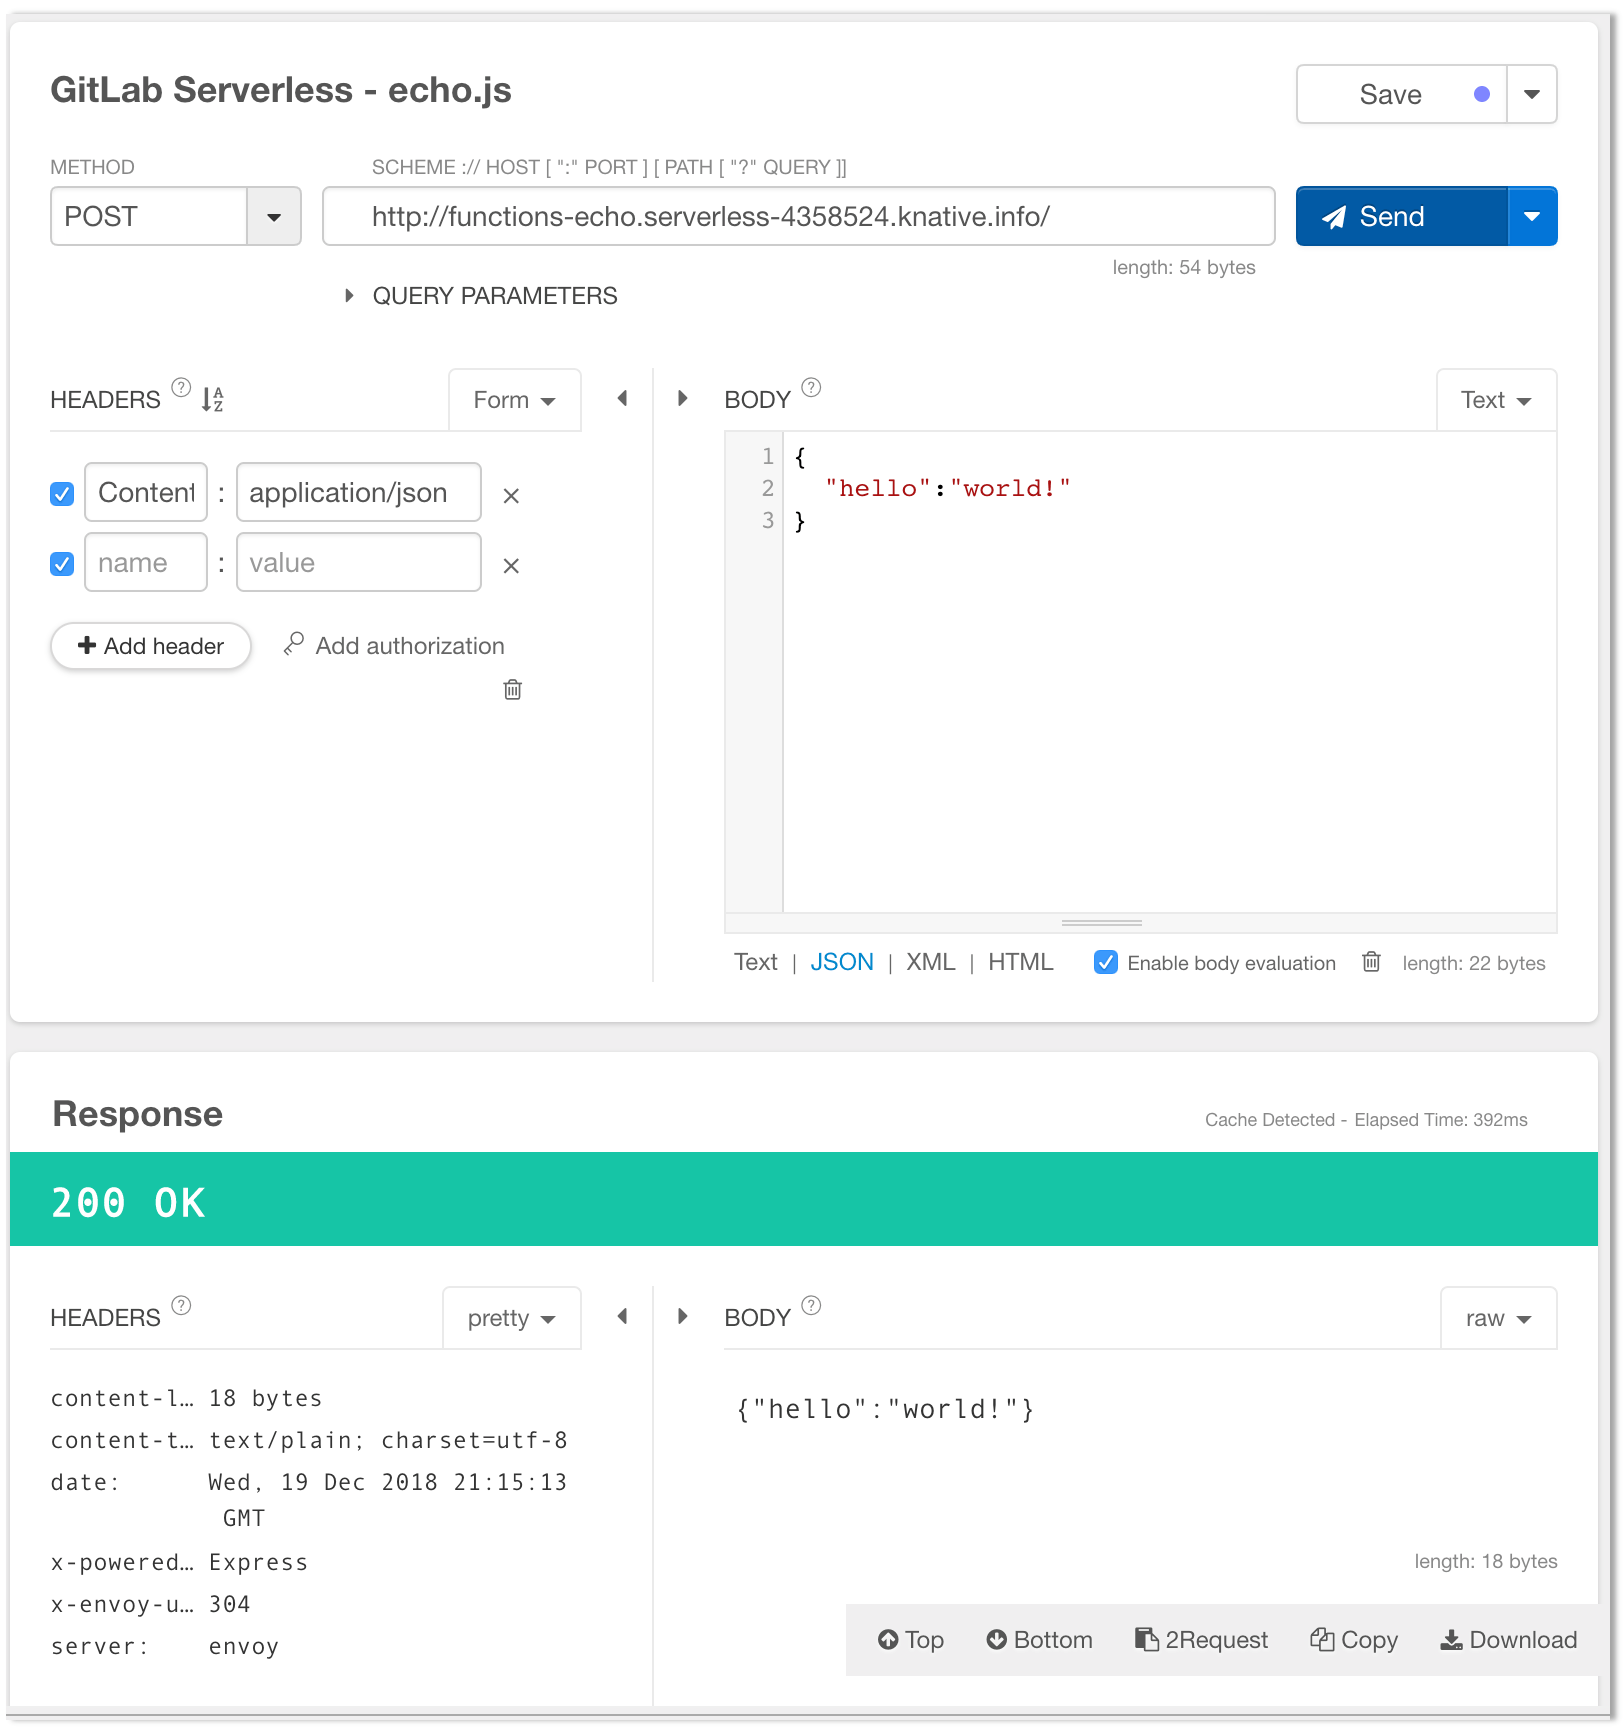 GitLab Serverless - echo.js
Save
METHOD
SCHEME :// HOST [ ":" PORT ] [ PATH [ "?" QUERY ]]
POST
http://functions-echo.serverless-4358524.knative.info/
Send
length: 54 bytes
QUERY PARAMETERS
HEADERS ? AZ
Form
BODY ?
Text
Content : application/json
name : value
Add header
Add authorization
1 {
2 "hello":"world!"
3 }
Text | JSON | XML | HTML
Enable body evaluation
length: 22 bytes
Response
Cache Detected - Elapsed Time: 392ms
200 OK
HEADERS ?
pretty
BODY ?
raw
content-l… 18 bytes
content-t… text/plain; charset=utf-8
date: Wed, 19 Dec 2018 21:15:13
GMT
x-powered… Express
x-envoy-u… 304
server: envoy
{"hello":"world!"}
length: 18 bytes
Top
Bottom
2Request
Copy
Download